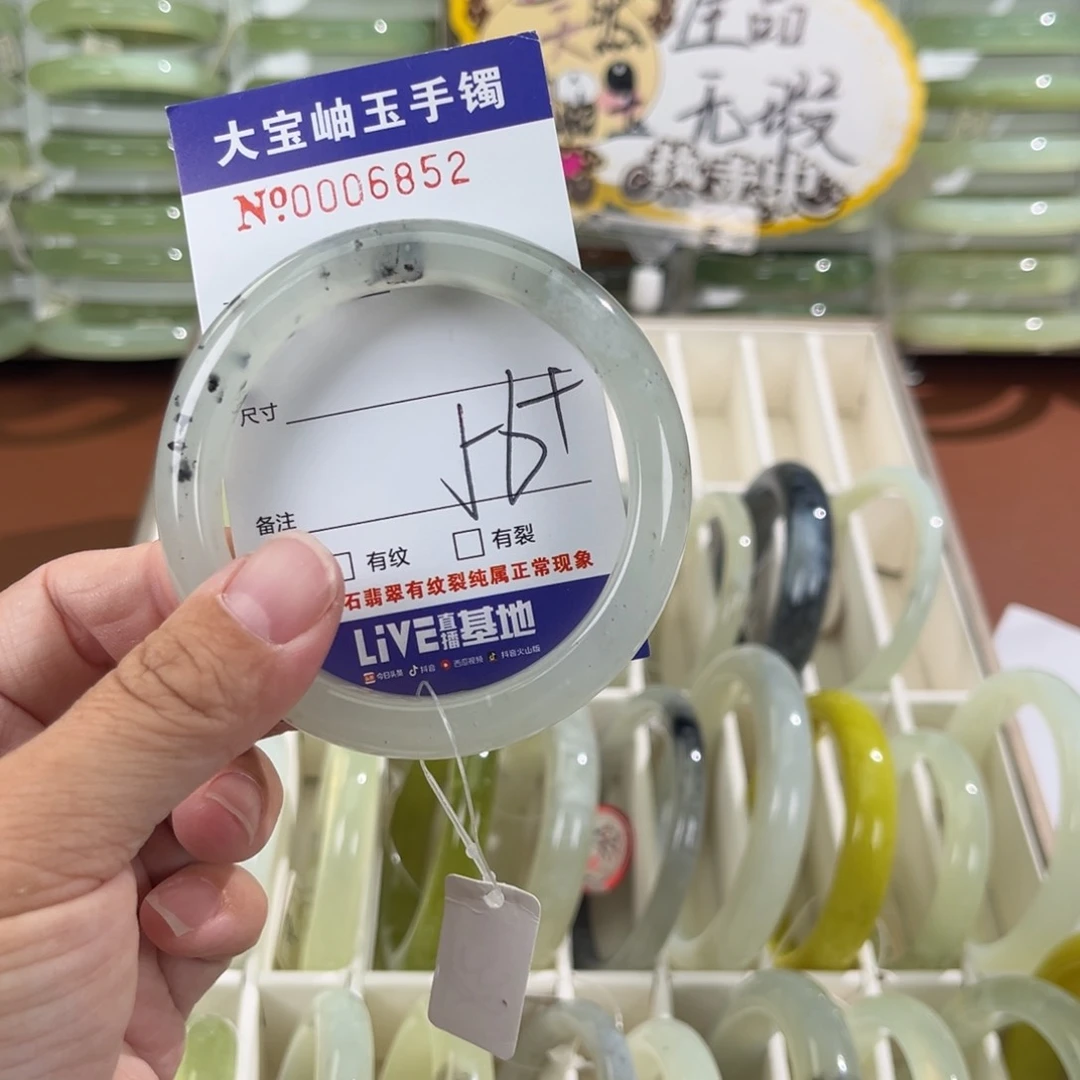 大宝岫玉手镯
No.0006852
尺寸
备注
有纹
有裂
石翡翠有纹裂纯属正常现象
LiVE直播基地
今日头条 抖音 西瓜视频 抖音火山版
无瑕